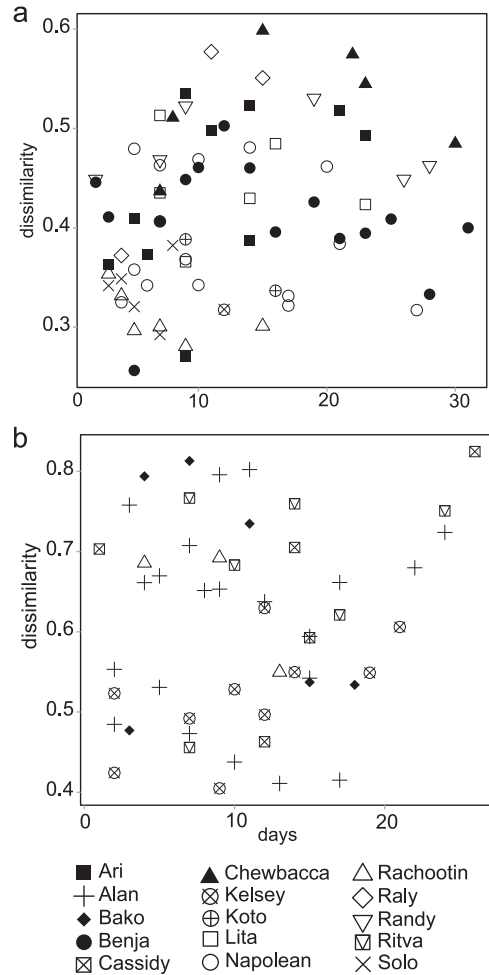 a
0.6
0.5
0.4
0.3
dissimilarity
0 10 20 30
b
0.8
0.7
0.6
0.5
0.4
dissimilarity
0 10 20
days
Ari Chewbacca Rachootin
Alan Kelsey Raly
Bako Koto Randy
Benja Lita Ritva
Cassidy Napolean Solo